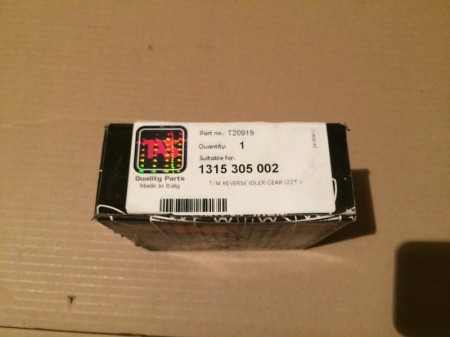 Part no.: T20919
Quantity: 1
Suitable for:
1315 305 002
T/M REVERSE IDLER GEAR (22T
Quality Parts
Made in Italy